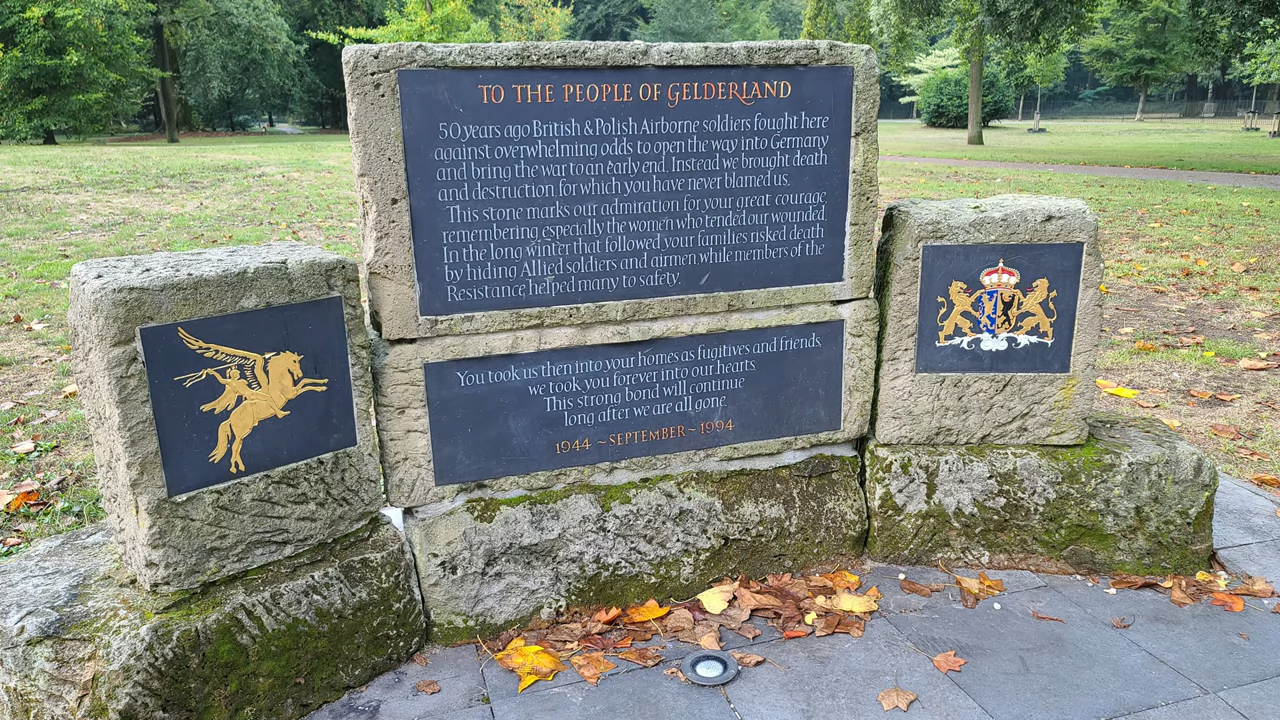 TO THE PEOPLE OF GELDERLAND
50 years ago British & Polish Airborne soldiers fought here
against overwhelming odds to open the way into Germany
and bring the war to an early end. Instead we brought death
and destruction for which you have never blamed us.
This stone marks our admiration for your great courage
remembering especially the women who tended our wounded.
In the long winter that followed your families risked death
by hiding Allied soldiers and airmen while members of the
Resistance helped many to safety.
You took us then into your homes as fugitives and friends,
we took you forever into our hearts.
This strong bond will continue
long after we are all gone.
1944 ~ SEPTEMBER ~ 1994